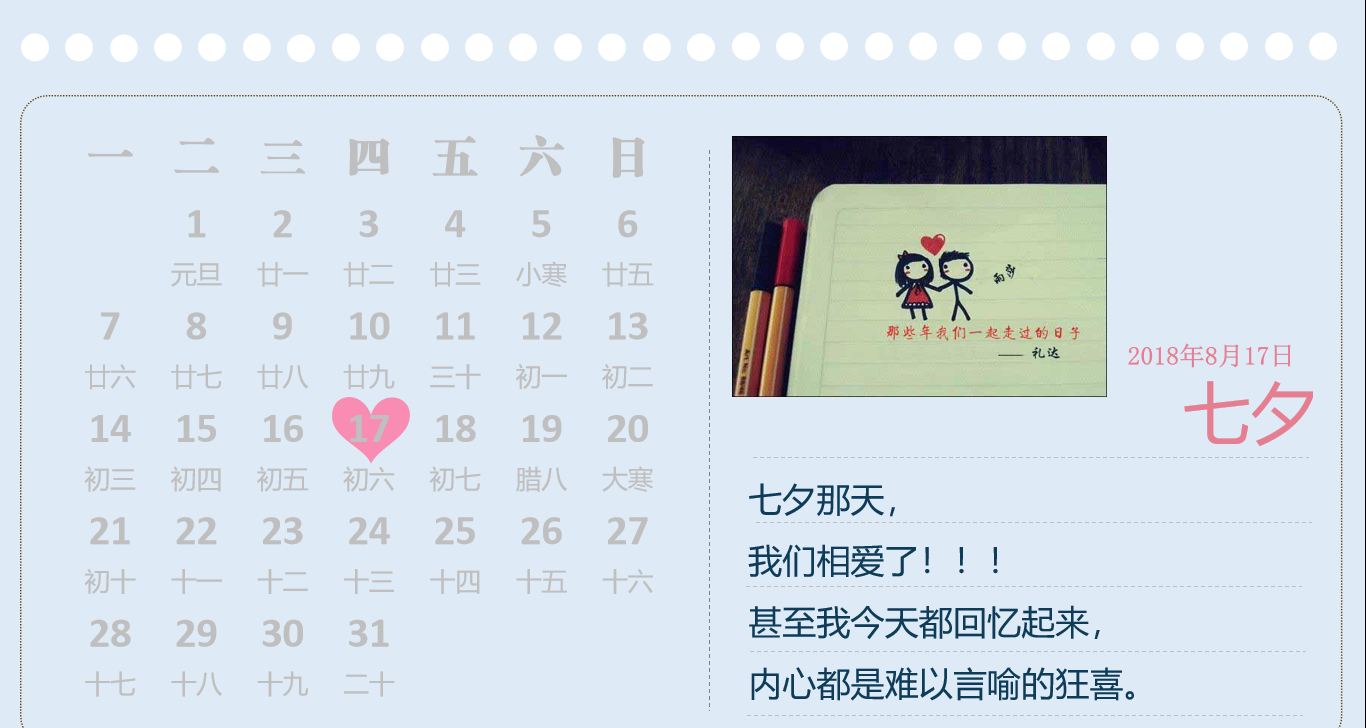 一 二 三 四 五 六 日
1 2 3 4 5 6
元旦 廿一 廿二 廿三 小寒 廿五
7 8 9 10 11 12 13
廿六 廿七 廿八 廿九 三十 初一 初二
14 15 16 17 18 19 20
初三 初四 初五 初六 初七 腊八 大寒
21 22 23 24 25 26 27
初十 十一 十二 十三 十四 十五 十六
28 29 30 31
十七 十八 十九 二十
那些年我们一起走过的日子
—— 礼达
2018年8月17日
七夕
七夕那天，
我们相爱了！！！
甚至我今天都回忆起来，
内心都是难以言喻的狂喜。